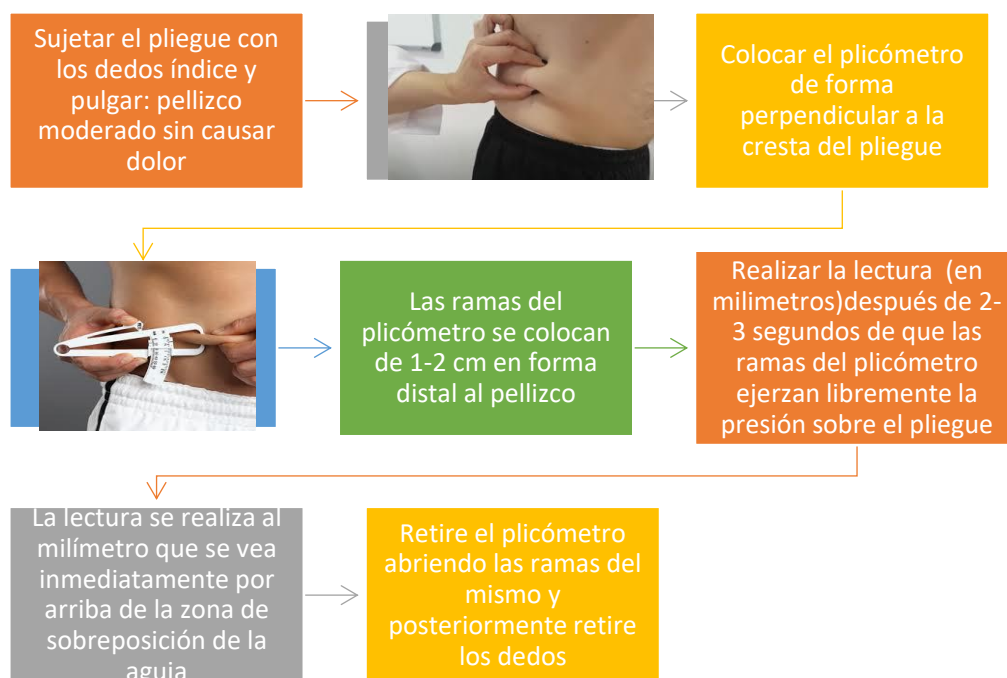 Sujetar el pliegue con
los dedos índice y
pulgar: pellizco
moderado sin causar
dolor
Colocar el plicómetro
de forma
perpendicular a la
cresta del pliegue
Las ramas del
plicómetro se colocan
de 1-2 cm en forma
distal al pellizco
Realizar la lectura (en
milimetros)después de 2-
3 segundos de que las
ramas del plicómetro
ejerzan libremente la
presión sobre el pliegue
La lectura se realiza al
milímetro que se vea
inmediatamente por
arriba de la zona de
sobreposición de la
aguja
Retire el plicómetro
abriendo las ramas del
mismo y
posteriormente retire
los dedos